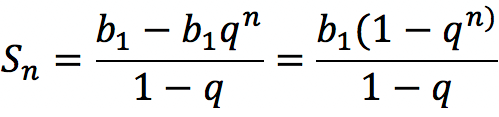 Sₙ = (b₁ − b₁qⁿ)/(1 − q) = b₁(1 − qⁿ⁾/(1 − q)